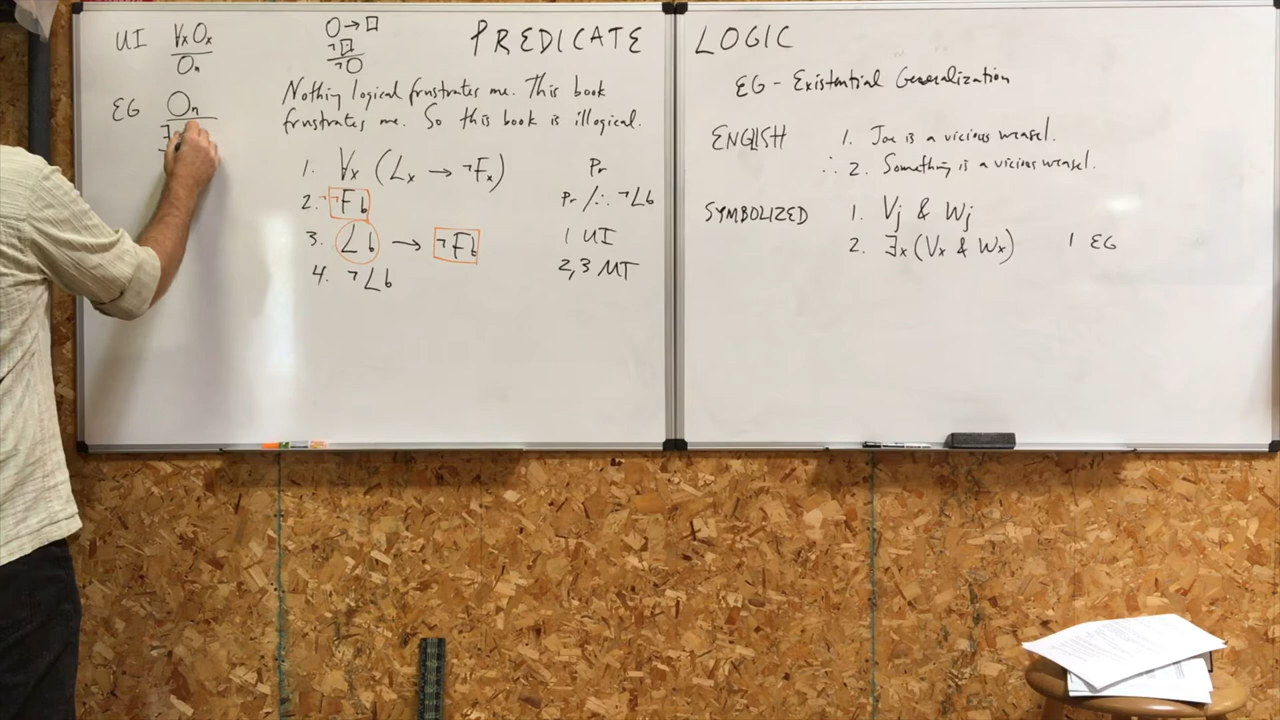 PREDICATE LOGIC
UI ∀x Ox
On
EG On
∃
O → □
¬□
¬O
Nothing logical frustrates me. This book
frustrates me. So this book is illogical.
1. ∀x (Lx → ¬Fx) Pr
2. ¬¬Fb Pr /∴ ¬Lb
3. Lb → ¬Fb 1 UI
4. ¬Lb 2,3 MT
EG - Existential Generalization
ENGLISH 1. Joe is a vicious weasel.
∴ 2. Something is a vicious weasel.
SYMBOLIZED 1. Vj & Wj
2. ∃x (Vx & Wx) 1 EG